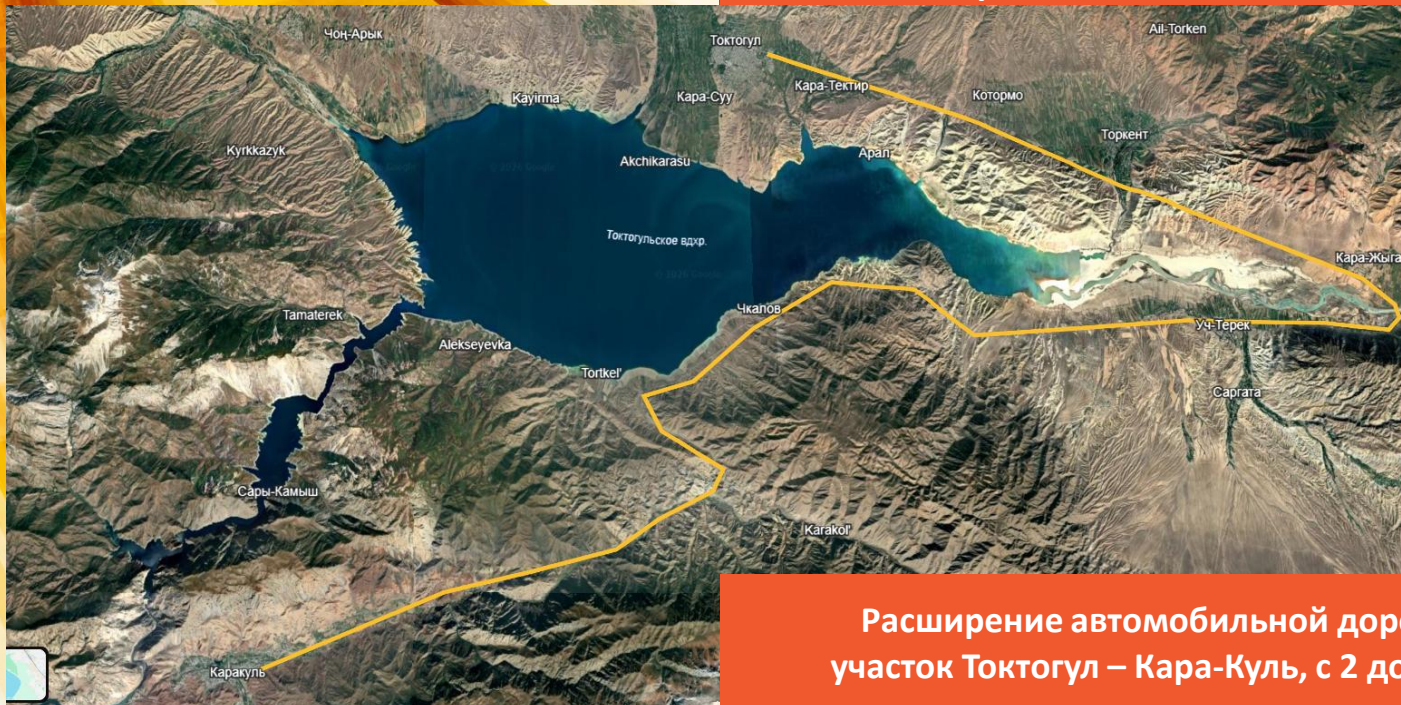 Чоң-Арык
Токтогул
Ail-Torken
Kayirma
Кара-Суу
Кара-Тектир
Котормо
Торкент
Kyrkkazyk
Akchikarasu
Арал
Токтогульское вдхр.
Кара-Жыга
Tamaterek
Чкалов
Уч-Терек
Alekseyevka
Tortkel'
Саргата
Сары-Камыш
Karakol'
Расширение автомобильной доро
участок Токтогул – Кара-Куль, с 2 до
Каракуль